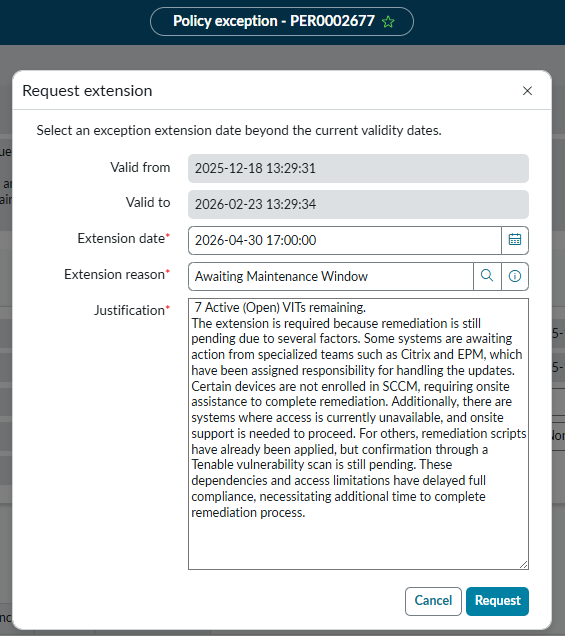 Policy exception - PER0002677
Request extension
Select an exception extension date beyond the current validity dates.
Valid from
2025-12-18 13:29:31
Valid to
2026-02-23 13:29:34
Extension date*
2026-04-30 17:00:00
Extension reason*
Awaiting Maintenance Window
Justification*
7 Active (Open) VITs remaining.
The extension is required because remediation is still
pending due to several factors. Some systems are awaiting
action from specialized teams such as Citrix and EPM, which
have been assigned responsibility for handling the updates.
Certain devices are not enrolled in SCCM, requiring onsite
assistance to complete remediation. Additionally, there are
systems where access is currently unavailable, and onsite
support is needed to proceed. For others, remediation scripts
have already been applied, but confirmation through a
Tenable vulnerability scan is still pending. These
dependencies and access limitations have delayed full
compliance, necessitating additional time to complete
remediation process.
Cancel
Request